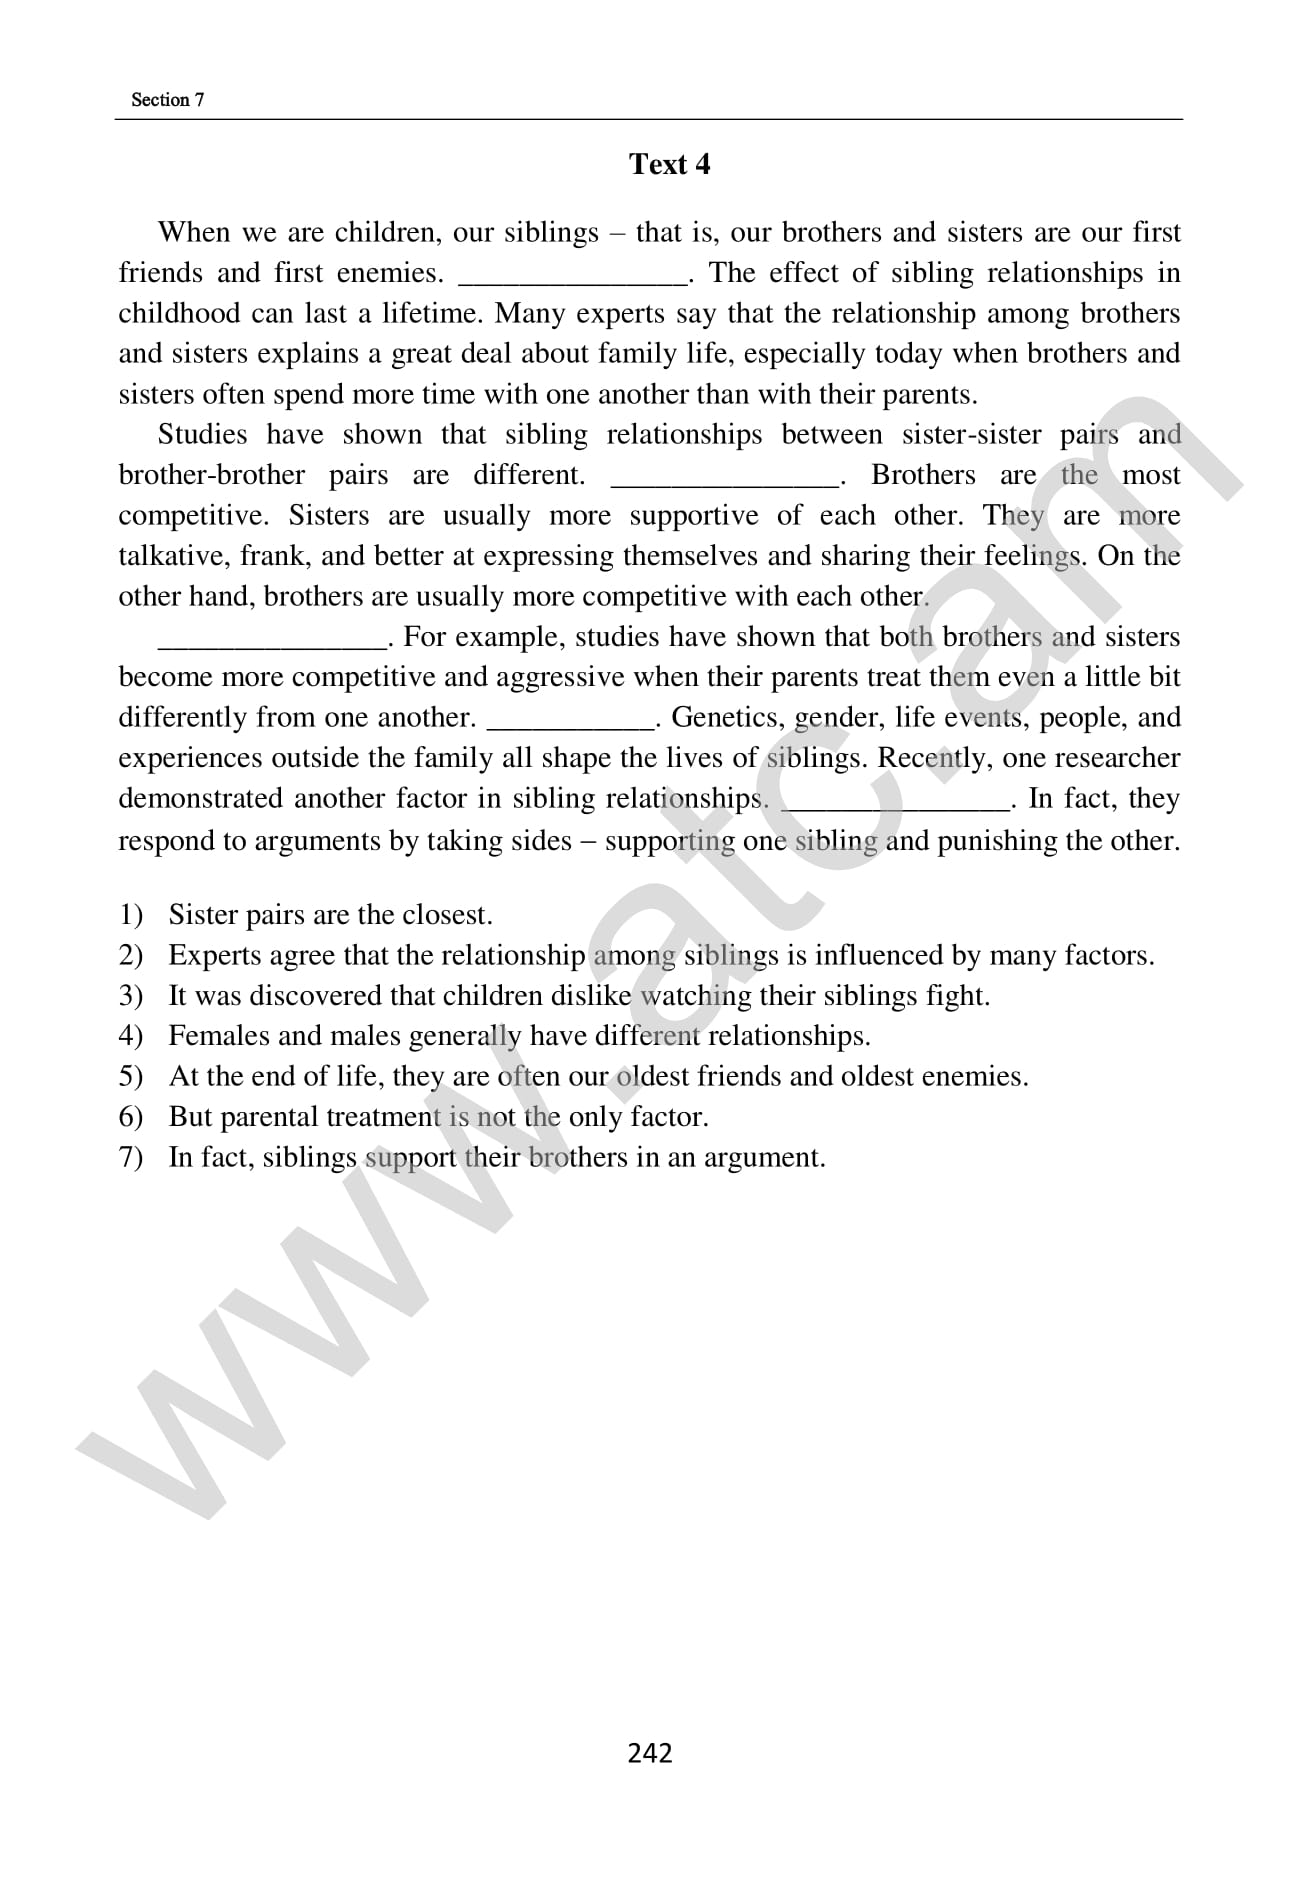 Section 7
Text 4
When we are children, our siblings – that is, our brothers and sisters are our first
friends and first enemies. _______________. The effect of sibling relationships in
childhood can last a lifetime. Many experts say that the relationship among brothers
and sisters explains a great deal about family life, especially today when brothers and
sisters often spend more time with one another than with their parents.
Studies have shown that sibling relationships between sister-sister pairs and
brother-brother pairs are different. _______________. Brothers are the most
competitive. Sisters are usually more supportive of each other. They are more
talkative, frank, and better at expressing themselves and sharing their feelings. On the
other hand, brothers are usually more competitive with each other.
_______________. For example, studies have shown that both brothers and sisters
become more competitive and aggressive when their parents treat them even a little bit
differently from one another. ___________. Genetics, gender, life events, people, and
experiences outside the family all shape the lives of siblings. Recently, one researcher
demonstrated another factor in sibling relationships. _______________. In fact, they
respond to arguments by taking sides – supporting one sibling and punishing the other.
1) Sister pairs are the closest.
2) Experts agree that the relationship among siblings is influenced by many factors.
3) It was discovered that children dislike watching their siblings fight.
4) Females and males generally have different relationships.
5) At the end of life, they are often our oldest friends and oldest enemies.
6) But parental treatment is not the only factor.
7) In fact, siblings support their brothers in an argument.
www.atc.am
242